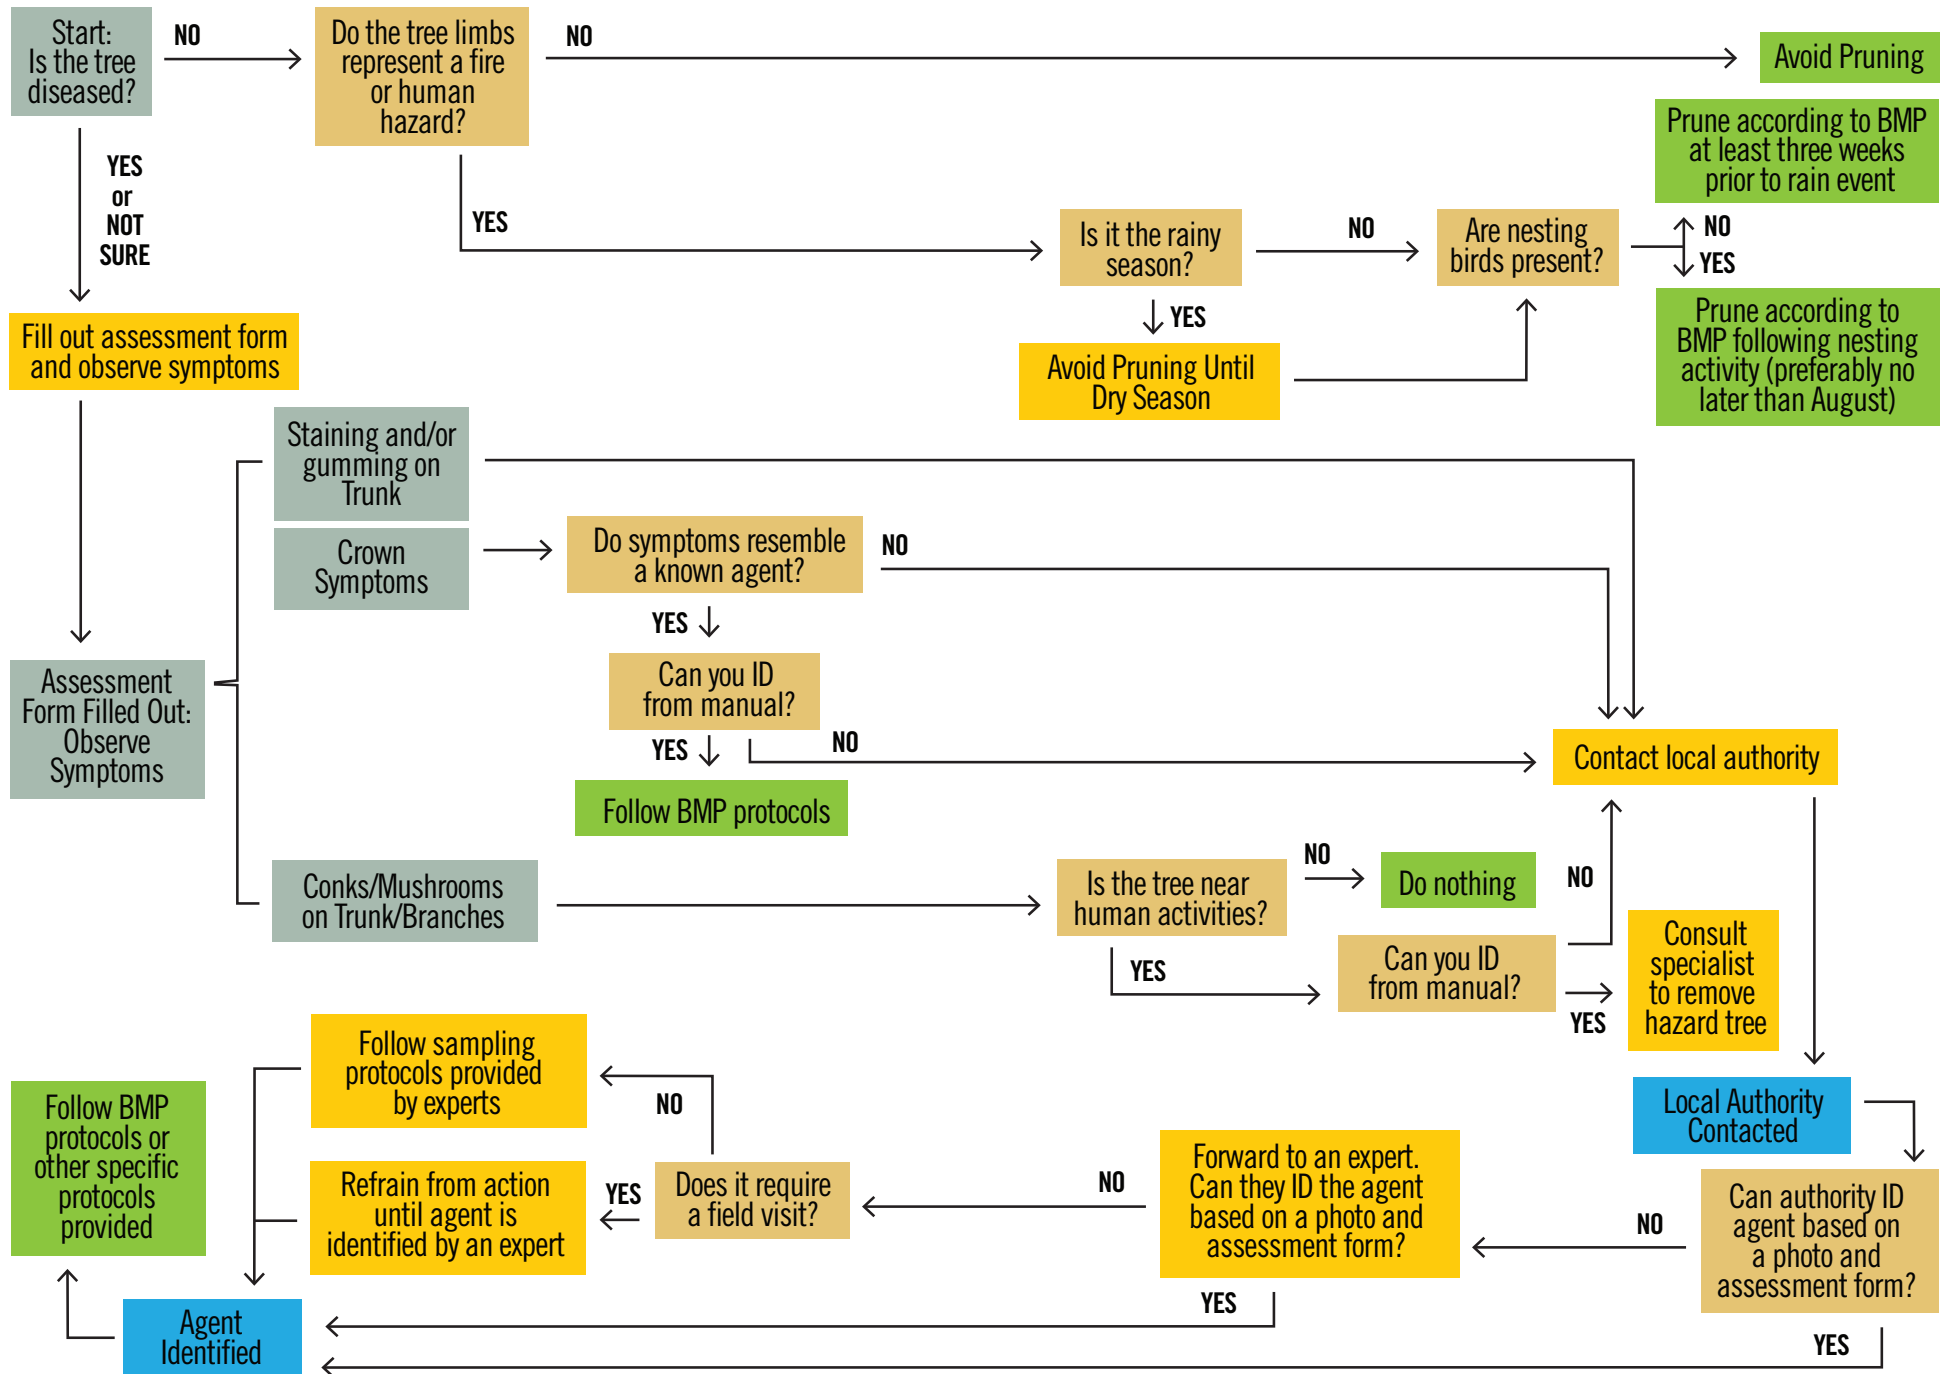 Start:
Is the tree
diseased?
NO
Do the tree limbs
represent a fire
or human
hazard?
NO
Avoid Pruning
YES
or
NOT
SURE
YES
Is it the rainy
season?
NO
Are nesting
birds present?
NO
YES
Prune according to BMP
at least three weeks
prior to rain event
Prune according to
BMP following nesting
activity (preferably no
later than August)
YES
Avoid Pruning Until
Dry Season
Fill out assessment form
and observe symptoms
Assessment
Form Filled Out:
Observe
Symptoms
Staining and/or
gumming on
Trunk
Crown
Symptoms
Do symptoms resemble
a known agent?
NO
YES
Can you ID
from manual?
YES
NO
Follow BMP protocols
Contact local authority
Conks/Mushrooms
on Trunk/Branches
Is the tree near
human activities?
NO
Do nothing
YES
Can you ID
from manual?
NO
YES
Consult
specialist
to remove
hazard tree
Local Authority
Contacted
Can authority ID
agent based on
a photo and
assessment form?
NO
YES
Forward to an expert.
Can they ID the agent
based on a photo and
assessment form?
NO
YES
Does it require
a field visit?
NO
YES
Follow sampling
protocols provided
by experts
Refrain from action
until agent is
identified by an expert
Agent
Identified
Follow BMP
protocols or
other specific
protocols
provided